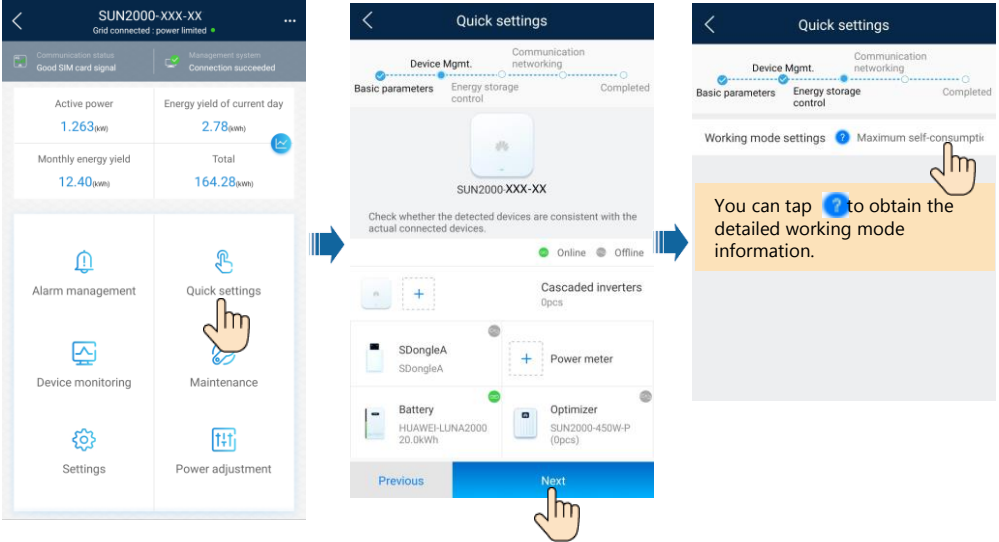 SUN2000-XXX-XX
Grid connected : power limited
Communication status
Good SIM card signal
Management system
Connection succeeded
Active power
1.263(kW)
Energy yield of current day
2.78(kWh)
Monthly energy yield
12.40(kWh)
Total
164.28(kWh)
Alarm management
Quick settings
Device monitoring
Maintenance
Settings
Power adjustment
Quick settings
Device Mgmt.
Communication
networking
Basic parameters
Energy storage
control
Completed
SUN2000-XXX-XX
Check whether the detected devices are consistent with the
actual connected devices.
Online
Offline
Cascaded inverters
0pcs
SDongleA
SDongleA
Power meter
Battery
HUAWEI-LUNA2000
20.0kWh
Optimizer
SUN2000-450W-P
(0pcs)
Previous
Next
Quick settings
Device Mgmt.
Communication
networking
Basic parameters
Energy storage
control
Completed
Working mode settings ? Maximum self-consumptic
You can tap ? to obtain the
detailed working mode
information.